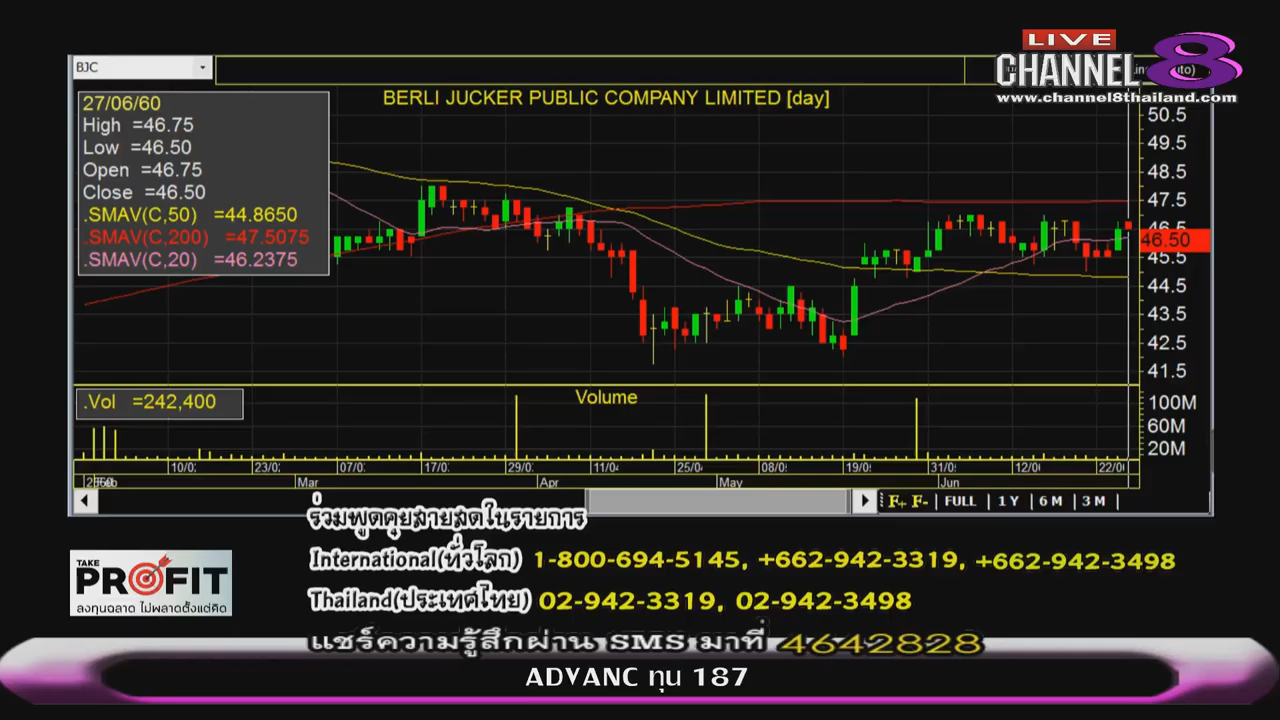 LIVE
CHANNEL 8
www.channel8thailand.com
BJC
BERLI JUCKER PUBLIC COMPANY LIMITED [day]
27/06/60
High =46.75
Low =46.50
Open =46.75
Close =46.50
.SMAV(C,50) =44.8650
.SMAV(C,200) =47.5075
.SMAV(C,20) =46.2375
50.5
49.5
48.5
47.5
46.5
46.50
45.5
44.5
43.5
42.5
41.5
.Vol =242,400
Volume
100M
60M
20M
10/0 23/0 07/0 17/0 29/0 11/04 25/04 08/0 19/0 31/0 12/0 22/0
Mar Apr May Jun
F+ F- | FULL | 1 Y | 6 M | 3 M |
ร่วมพูดคุยสายสดในรายการ
International(ทั่วโลก) 1-800-694-5145, +662-942-3319, +662-942-3498
Thailand(ประเทศไทย) 02-942-3319, 02-942-3498
แชร์ความรู้สึกผ่าน SMS มาที่ 4642828
TAKE
PROFIT
ลงทุนฉลาด ไม่พลาดตั้งแต่คิด
ADVANC ทุน 187